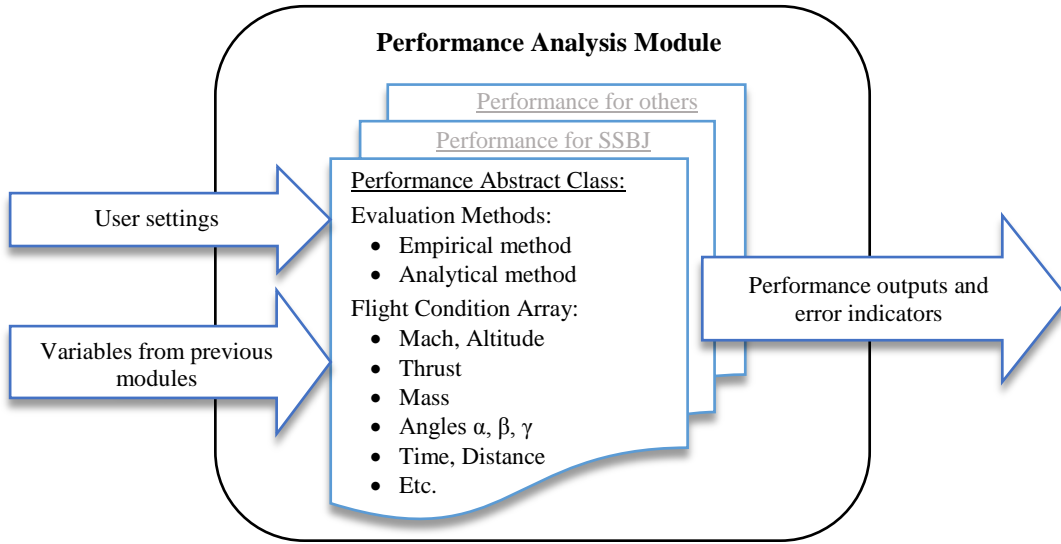 Performance Analysis Module
Performance for others
Performance for SSBJ
Performance Abstract Class:
Evaluation Methods:
• Empirical method
• Analytical method
Flight Condition Array:
• Mach, Altitude
• Thrust
• Mass
• Angles α, β, γ
• Time, Distance
• Etc.
User settings
Variables from previous
modules
Performance outputs and
error indicators